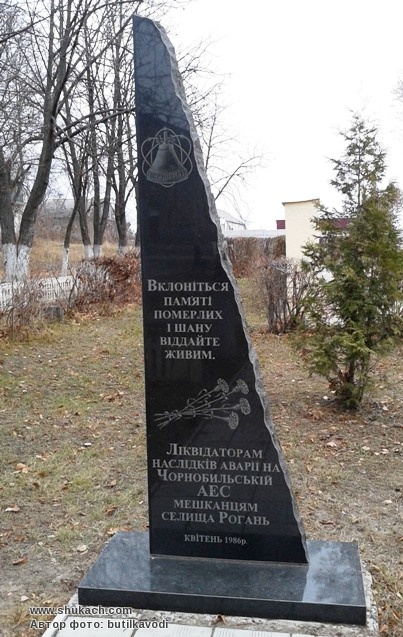 Вклоніться
пам'яті
померлих
і шану
віддайте
живим.
Ліквідаторам
наслідків аварії на
Чорнобильській
АЕС
мешканцям
селища Рогань
квітень 1986р.
www.shukach.com
Автор фото: butilkavodi